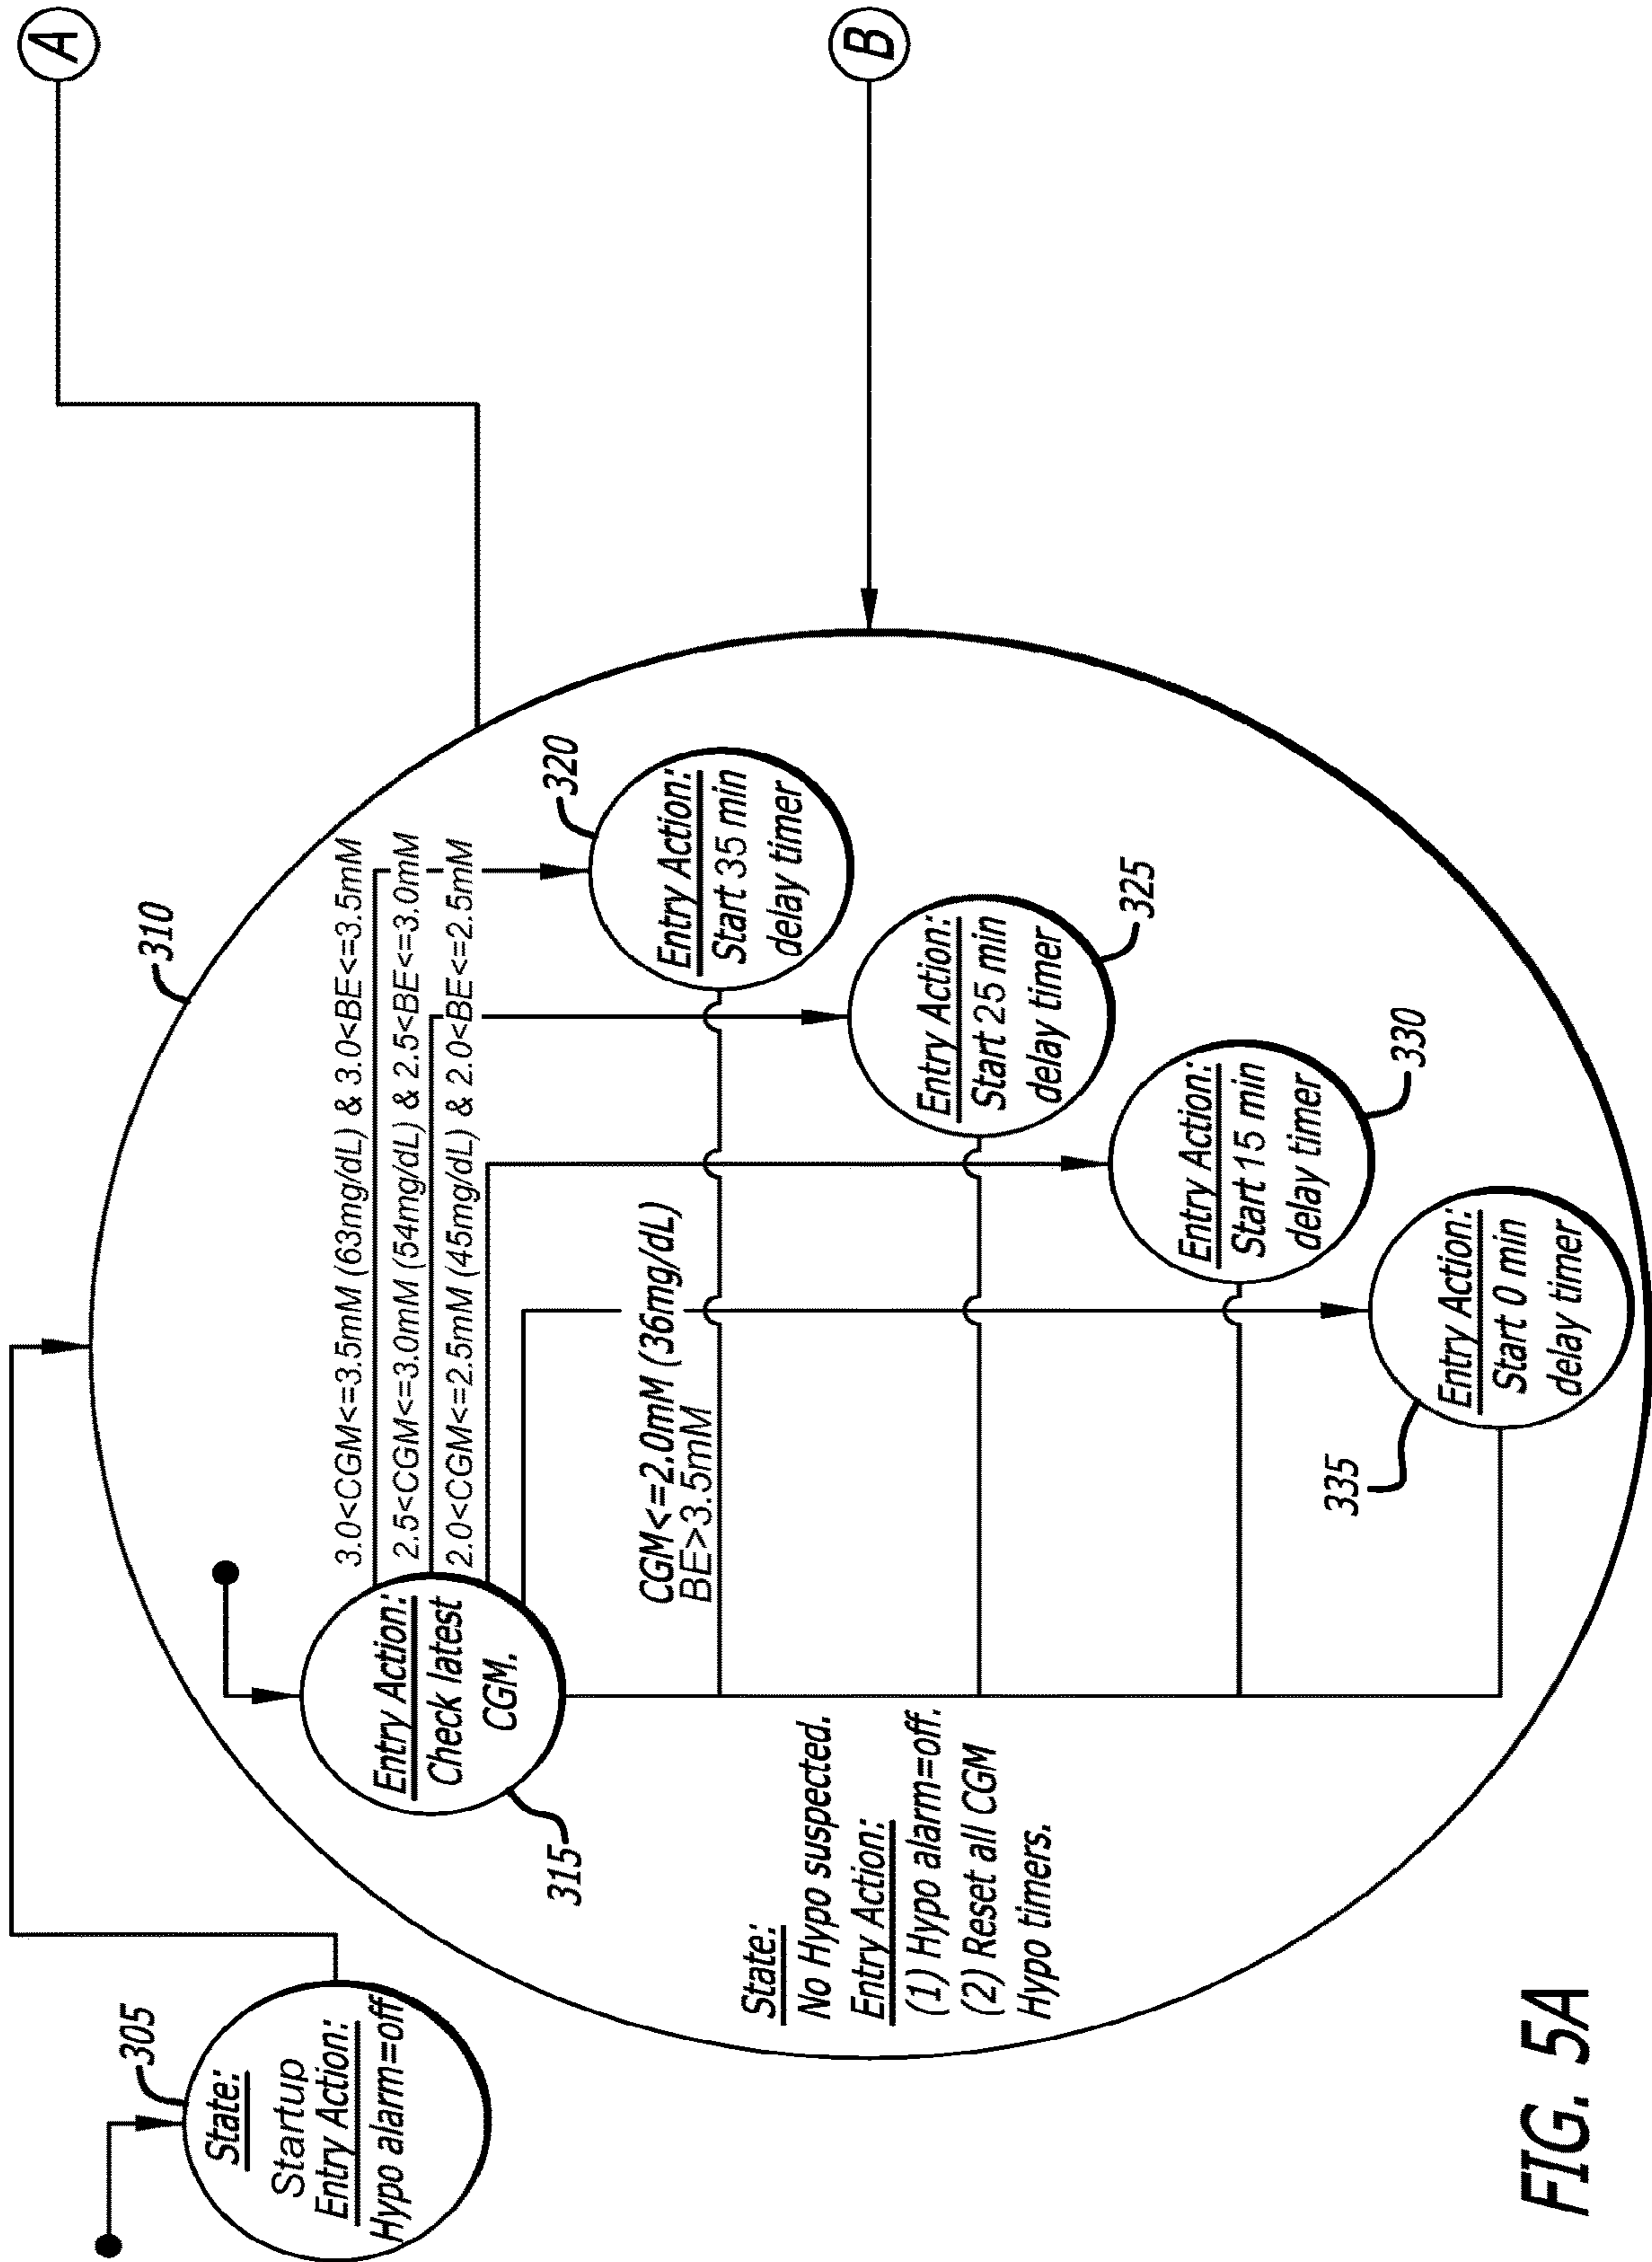 305
State:
Startup
Entry Action:
Hypo alarm=off
310
Entry Action:
Check latest
CGM.
315
3.0<CGM<=3.5mM (63mg/dL) & 3.0<BE<=3.5mM
2.5<CGM<=3.0mM (54mg/dL) & 2.5<BE<=3.0mM
2.0<CGM<=2.5mM (45mg/dL) & 2.0<BE<=2.5mM
CGM<=2.0mM (36mg/dL)
BE>3.5mM
320
Entry Action:
Start 35 min
delay timer
325
Entry Action:
Start 25 min
delay timer
330
Entry Action:
Start 15 min
delay timer
335
Entry Action:
Start 0 min
delay timer
State:
No Hypo suspected.
Entry Action:
(1) Hypo alarm=off.
(2) Reset all CGM
Hypo timers.
A
B
FIG. 5A